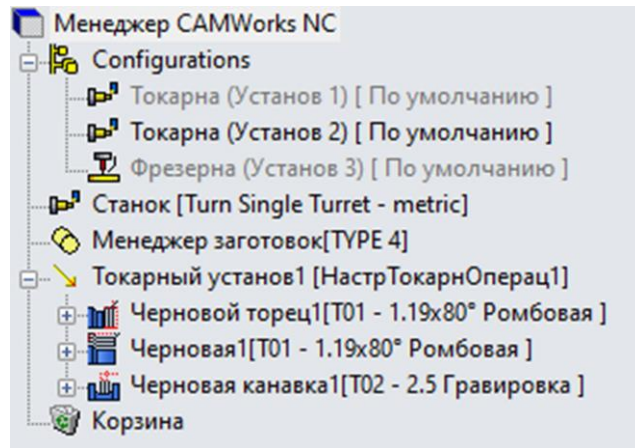 Менеджер CAMWorks NC
Configurations
Токарна (Установ 1) [ По умолчанию ]
Токарна (Установ 2) [ По умолчанию ]
Фрезерна (Установ 3) [ По умолчанию ]
Станок [Turn Single Turret - metric]
Менеджер заготовок[TYPE 4]
Токарный установ1 [НастрТокарнОперац1]
Черновой торец1[T01 - 1.19x80° Ромбовая ]
Черновая1[T01 - 1.19x80° Ромбовая ]
Черновая канавка1[T02 - 2.5 Гравировка ]
Корзина